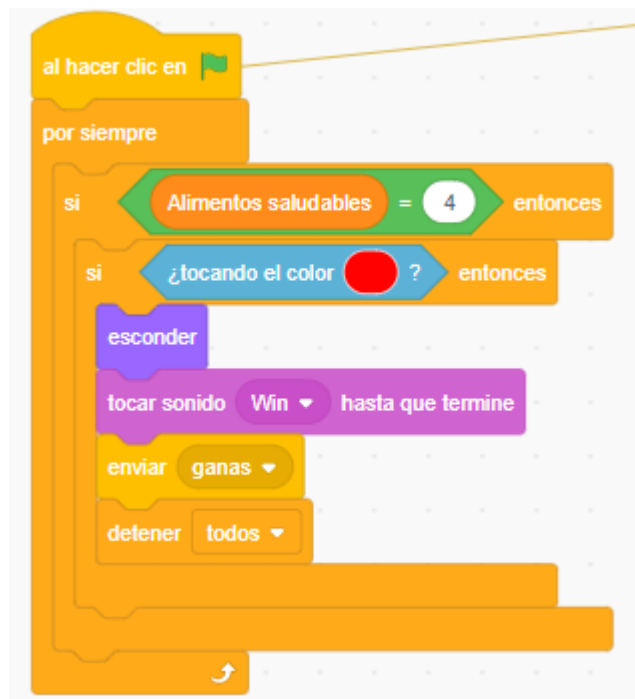 al hacer clic en
por siempre
si Alimentos saludables = 4 entonces
si ¿tocando el color ? entonces
esconder
tocar sonido Win hasta que termine
enviar ganas
detener todos